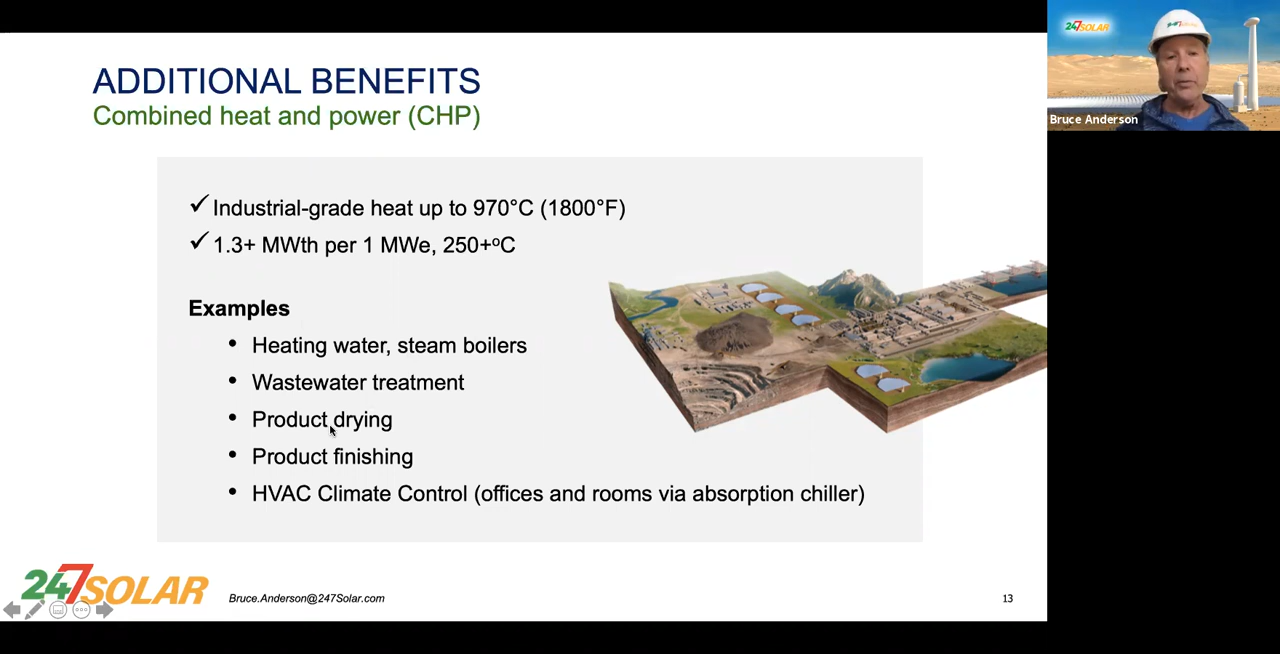 ADDITIONAL BENEFITS
Combined heat and power (CHP)
✓ Industrial-grade heat up to 970°C (1800°F)
✓ 1.3+ MWth per 1 MWe, 250+ºC
Examples
• Heating water, steam boilers
• Wastewater treatment
• Product drying
• Product finishing
• HVAC Climate Control (offices and rooms via absorption chiller)
247SOLAR
Bruce.Anderson@247Solar.com
13
247SOLAR
Bruce Anderson